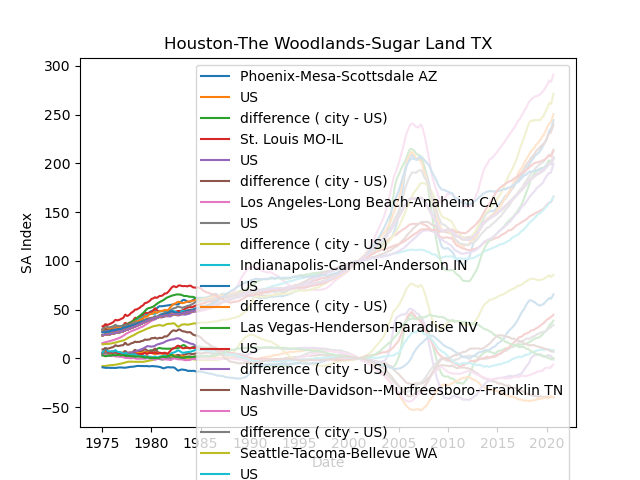 Houston-The Woodlands-Sugar Land TX
SA Index
300
250
200
150
100
50
0
−50
Phoenix-Mesa-Scottsdale AZ
US
difference ( city - US)
St. Louis MO-IL
US
difference ( city - US)
Los Angeles-Long Beach-Anaheim CA
US
difference ( city - US)
Indianapolis-Carmel-Anderson IN
US
difference ( city - US)
Las Vegas-Henderson-Paradise NV
US
difference ( city - US)
Nashville-Davidson--Murfreesboro--Franklin TN
US
difference ( city - US)
Seattle-Tacoma-Bellevue WA
US
1975 1980 1985 1990 1995 2000 2005 2010 2015 2020
Date